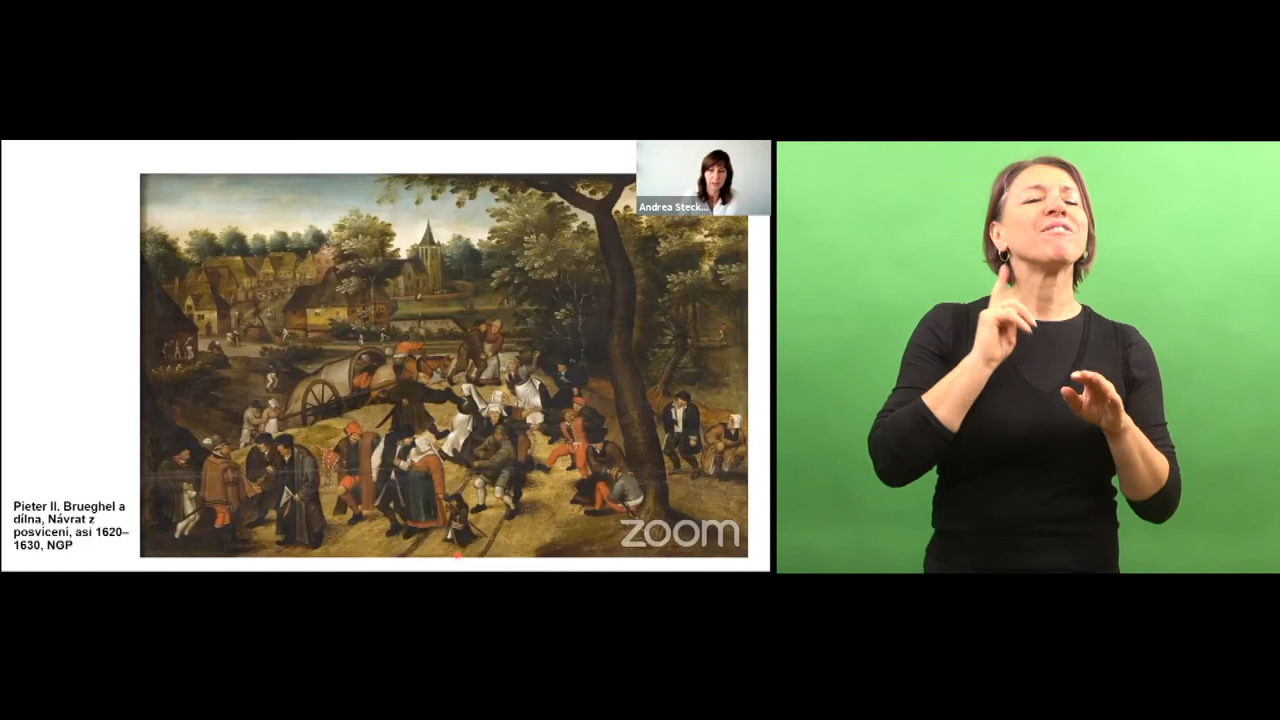 Andrea Steck...
Pieter II. Brueghel a
dílna, Návrat z
posvícení, asi 1620–
1630, NGP
zoom